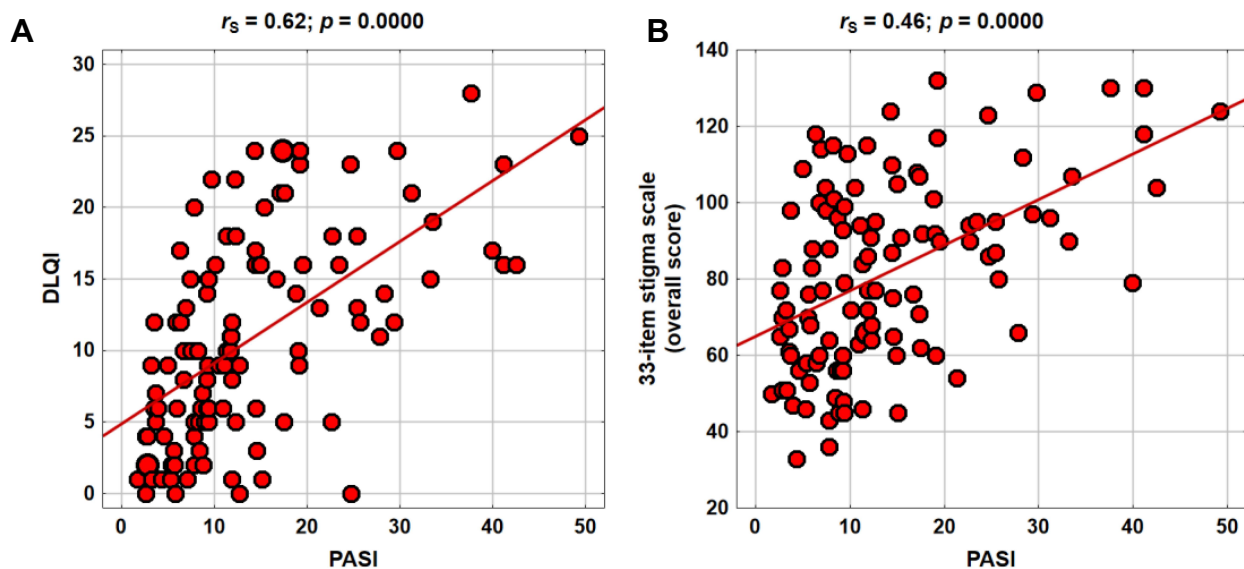 A
rS = 0.62; p = 0.0000
30
25
20
15
10
5
0
DLQI
0 10 20 30 40 50
PASI
B
rS = 0.46; p = 0.0000
140
120
100
80
60
40
20
33-item stigma scale
(overall score)
0 10 20 30 40 50
PASI